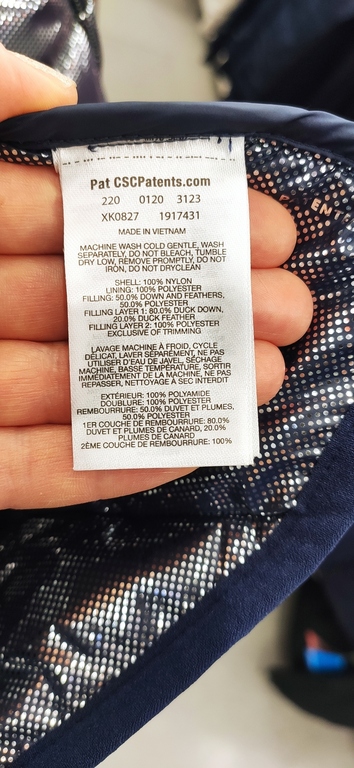 Pat CSCPatents.com
220 0120 3123
XK0827 1917431
MADE IN VIETNAM
MACHINE WASH COLD GENTLE, WASH
SEPARATELY, DO NOT BLEACH, TUMBLE
DRY LOW, REMOVE PROMPTLY, DO NOT
IRON, DO NOT DRYCLEAN
SHELL: 100% NYLON
LINING: 100% POLYESTER
FILLING: 50.0% DOWN AND FEATHERS,
50.0% POLYESTER
FILLING LAYER 1: 80.0% DUCK DOWN,
20.0% DUCK FEATHER
FILLING LAYER 2: 100% POLYESTER
EXCLUSIVE OF TRIMMING
LAVAGE MACHINE À FROID, CYCLE
DÉLICAT, LAVER SÉPARÉMENT, NE PAS
UTILISER D'EAU DE JAVEL, SÉCHAGE
MACHINE, BASSE TEMPÉRATURE, SORTIR
IMMÉDIATEMENT DE LA MACHINE, NE PAS
REPASSER, NETTOYAGE À SEC INTERDIT
EXTÉRIEUR: 100% POLYAMIDE
DOUBLURE: 100% POLYESTER
REMBOURRURE: 50.0% DUVET ET PLUMES,
50.0% POLYESTER
1ER COUCHE DE REMBOURRURE: 80.0%
DUVET ET PLUMES DE CANARD, 20.0%
PLUMES DE CANARD
2ÈME COUCHE DE REMBOURRURE: 100%